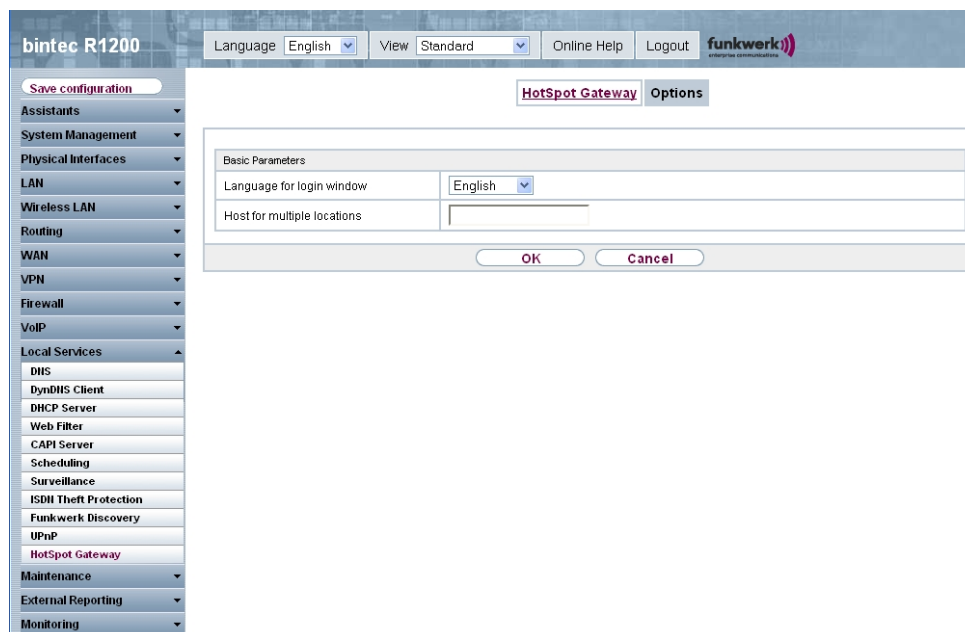 bintec R1200
Language English View Standard Online Help Logout funkwerk
enterprise communications
Save configuration
HotSpot Gateway Options
Assistants
System Management
Physical Interfaces
LAN
Wireless LAN
Routing
WAN
VPN
Firewall
VoIP
Local Services
DNS
DynDNS Client
DHCP Server
Web Filter
CAPI Server
Scheduling
Surveillance
ISDN Theft Protection
Funkwerk Discovery
UPnP
HotSpot Gateway
Maintenance
External Reporting
Monitoring
Basic Parameters
Language for login window English
Host for multiple locations
OK Cancel